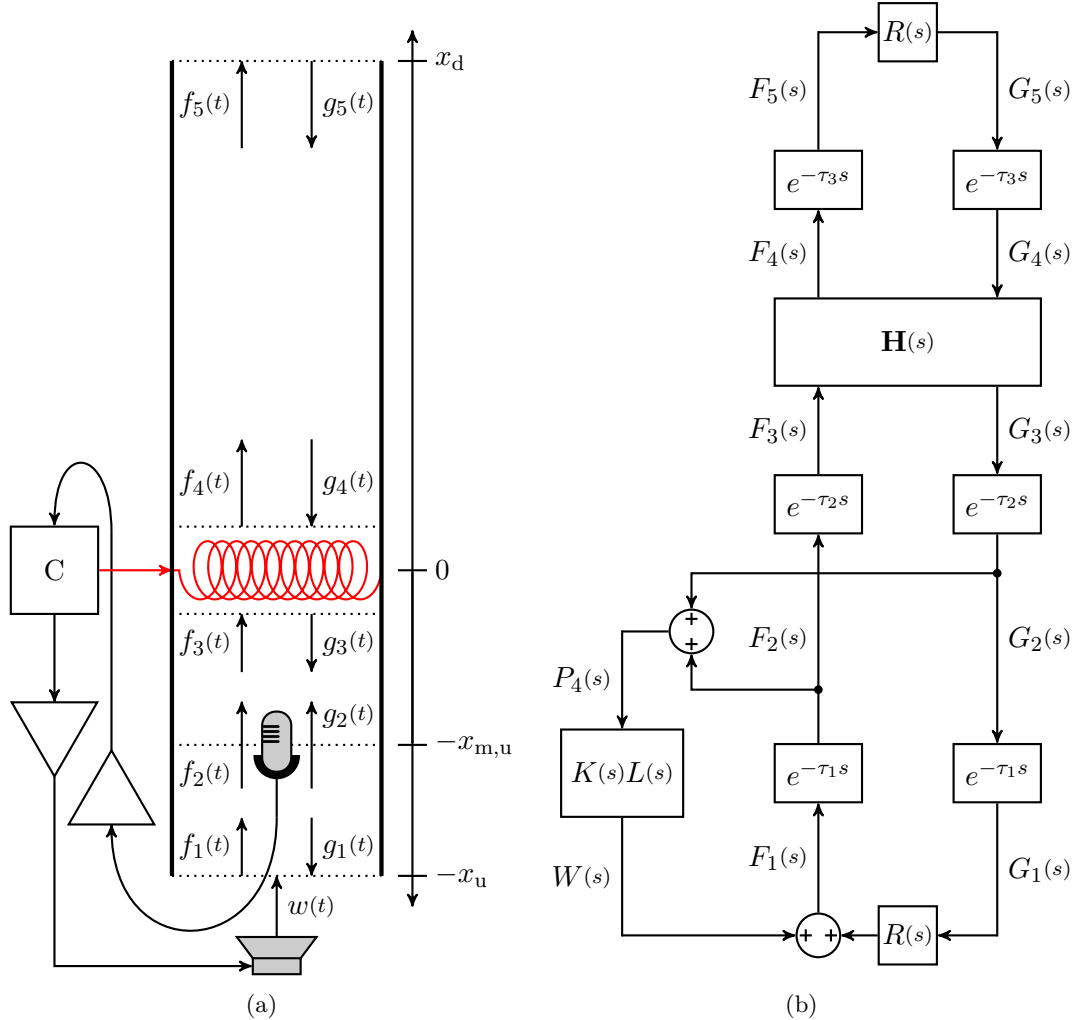 x_d
f_5(t)
g_5(t)
f_4(t)
g_4(t)
C
0
f_3(t)
g_3(t)
g_2(t)
-x_{m,u}
f_2(t)
f_1(t)
g_1(t)
-x_u
w(t)
(a)
R(s)
F_5(s)
G_5(s)
e^{-τ_3 s}
e^{-τ_3 s}
F_4(s)
G_4(s)
H(s)
F_3(s)
G_3(s)
e^{-τ_2 s}
e^{-τ_2 s}
+
+
F_2(s)
G_2(s)
P_4(s)
K(s)L(s)
e^{-τ_1 s}
e^{-τ_1 s}
F_1(s)
G_1(s)
W(s)
+ +
R(s)
(b)